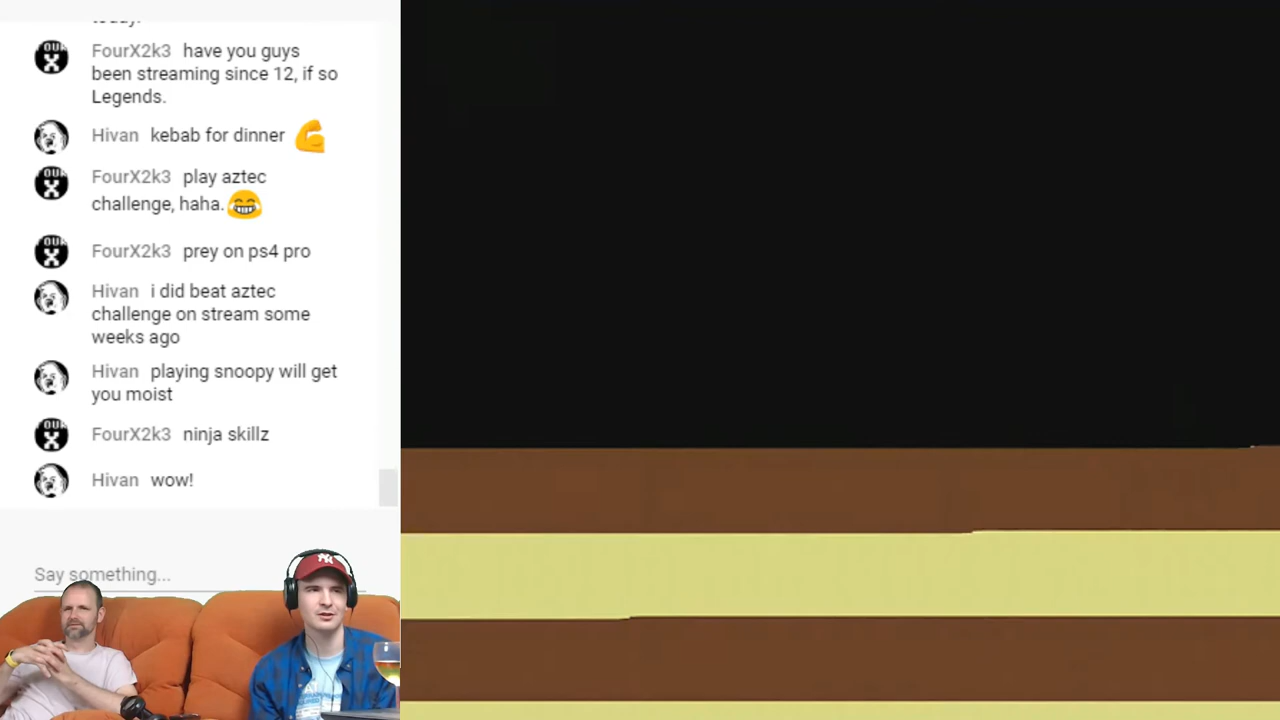 today.
FourX2k3 have you guys
been streaming since 12, if so
Legends.
Hivan kebab for dinner
FourX2k3 play aztec
challenge, haha.
FourX2k3 prey on ps4 pro
Hivan i did beat aztec
challenge on stream some
weeks ago
Hivan playing snoopy will get
you moist
FourX2k3 ninja skillz
Hivan wow!
Say something...